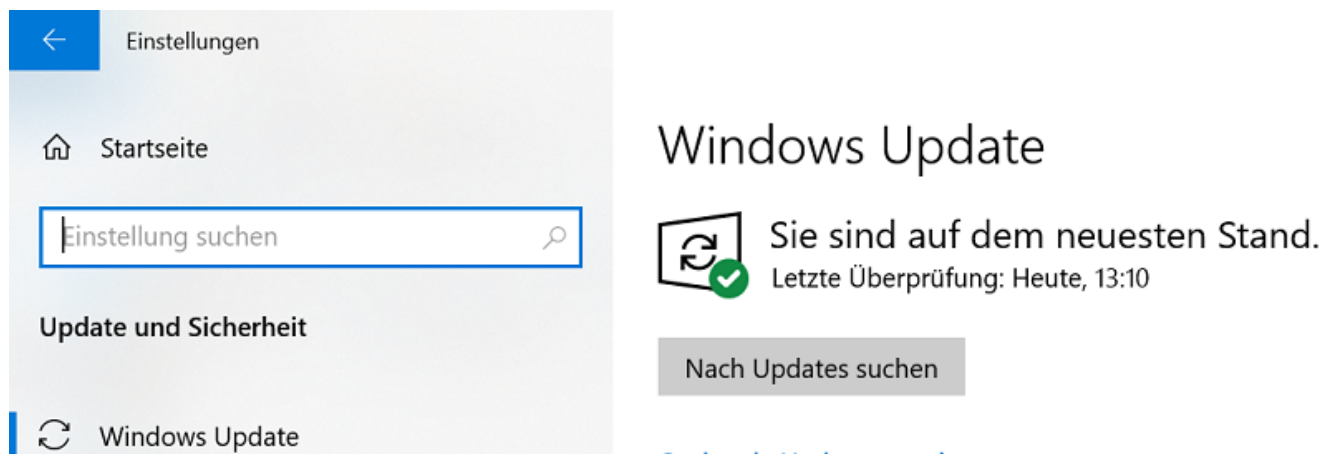 Einstellungen
Startseite
Einstellung suchen
Update und Sicherheit
Windows Update
Windows Update
Sie sind auf dem neuesten Stand.
Letzte Überprüfung: Heute, 13:10
Nach Updates suchen